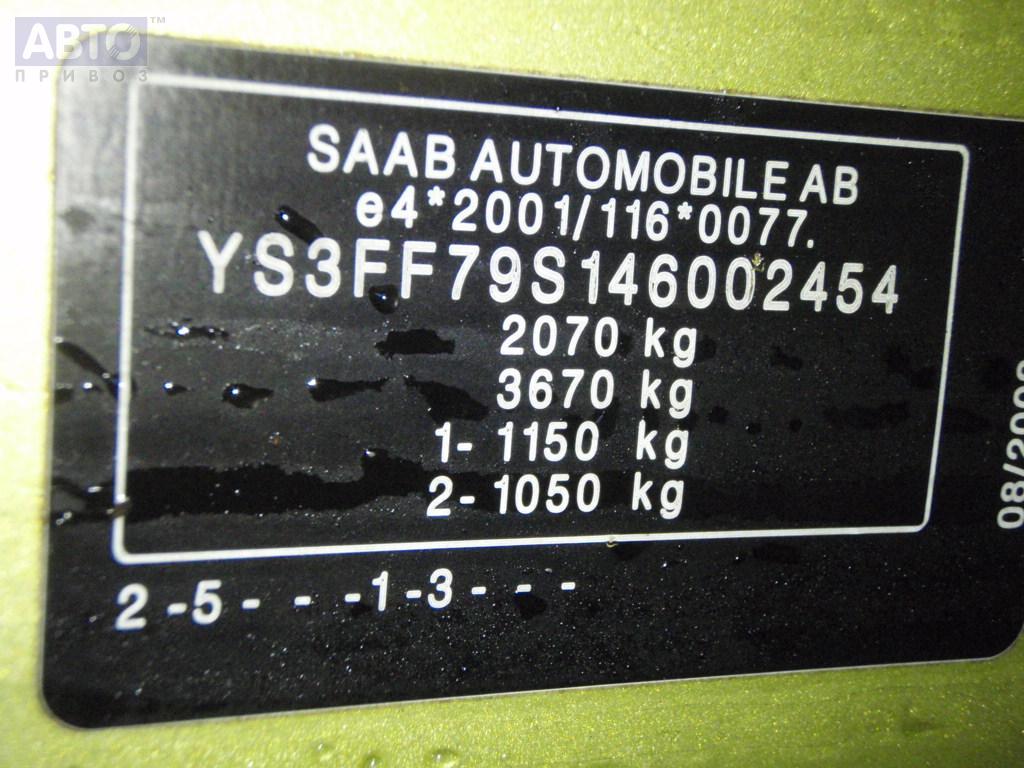 АВТО™
ПРИВОЗ
SAAB AUTOMOBILE AB
e4*2001/116*0077.
YS3FF79S146002454
2070 kg
3670 kg
1- 1150 kg
2- 1050 kg
2 -5- - -1-3- - -